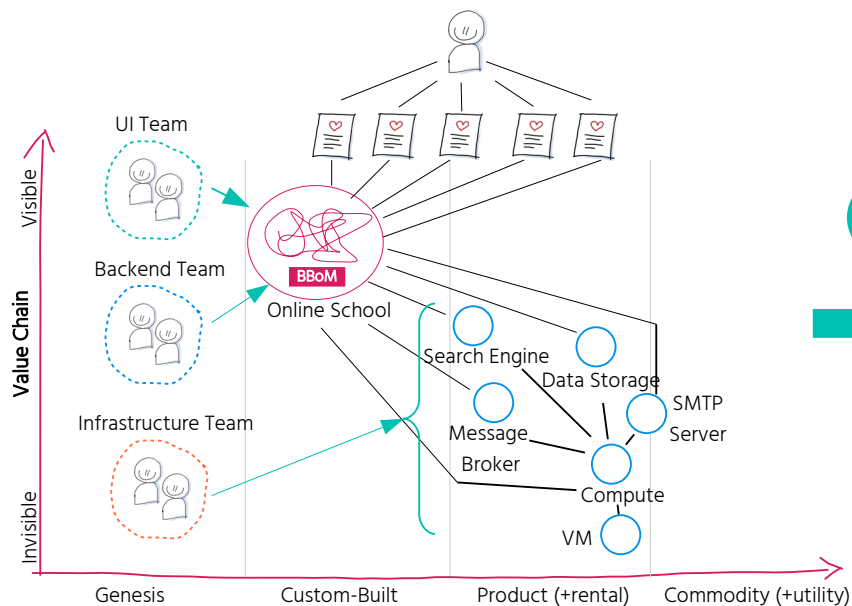 UI Team
Visible
BBoM
Backend Team
Online School
Search Engine
Data Storage
Value Chain
SMTP
Server
Infrastructure Team
Message
Broker
Compute
Invisible
VM
Genesis
Custom-Built
Product (+rental)
Commodity (+utility)